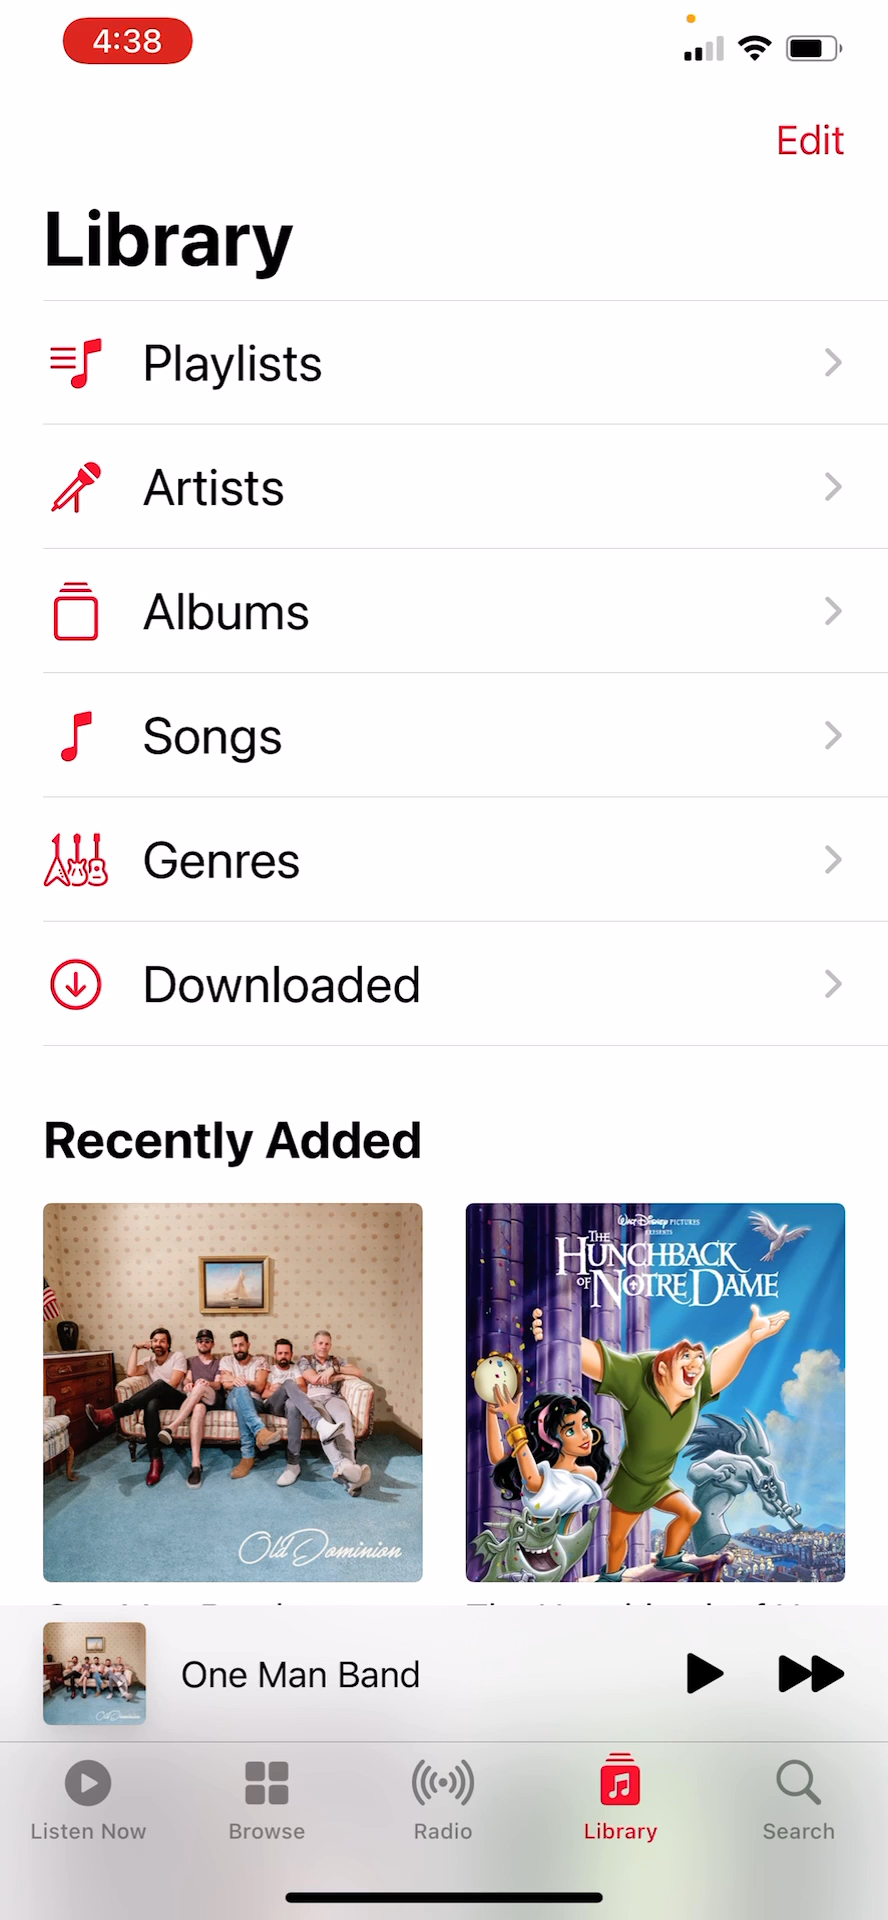 4:38
Edit
Library
Playlists
Artists
Albums
Songs
Genres
Downloaded
Recently Added
Old Dominion
Walt Disney PICTURES
PRESENTS
THE
HUNCHBACK
OF NOTRE DAME
One Man Band
Listen Now
Browse
Radio
Library
Search